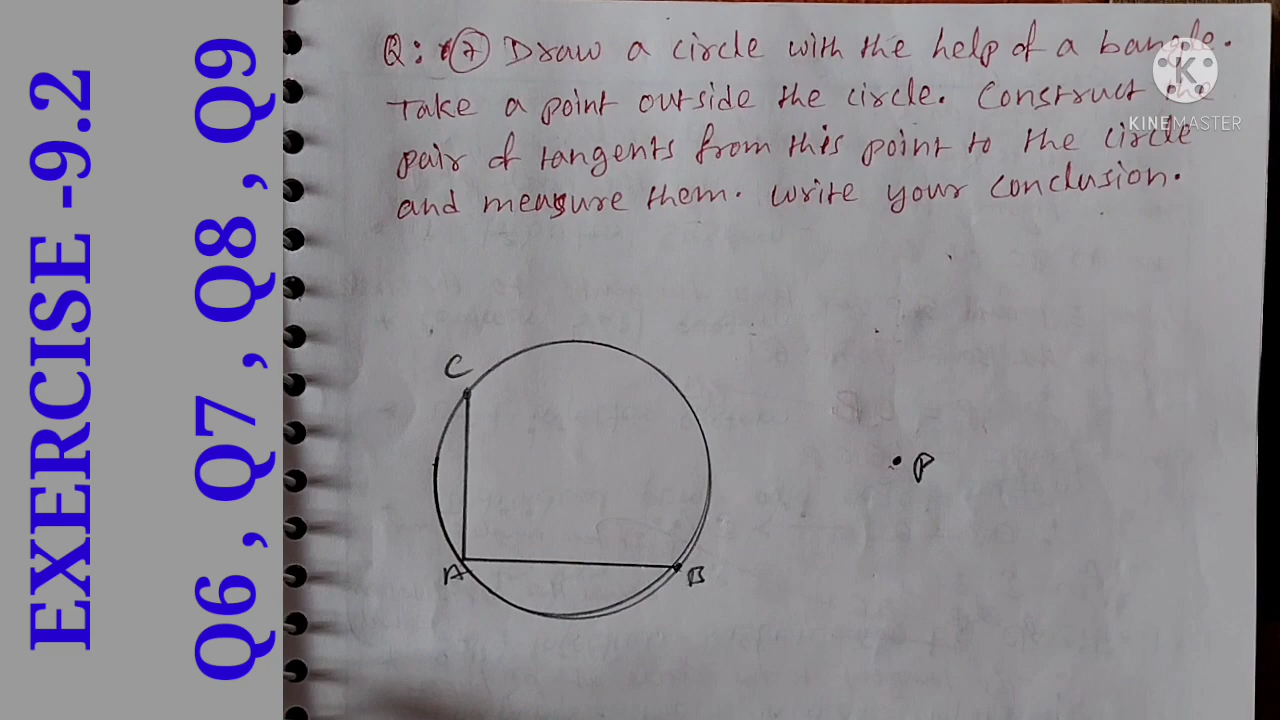 EXERCISE -9.2
Q6 , Q7 , Q8 , Q9
Q: 7 Draw a circle with the help of a bangle.
Take a point outside the circle. Construct the
pair of tangents from this point to the circle
and measure them. Write your conclusion.
K
KINEMASTER
C
P
A
B